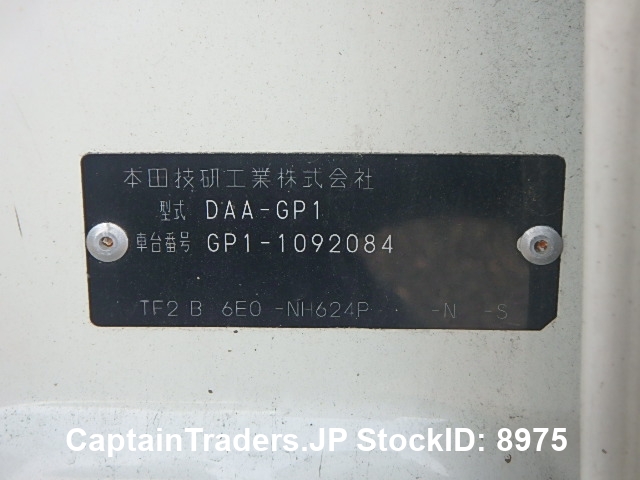 本田技研工業株式会社
型式 DAA-GP1
車台番号 GP1-1092084
TF2 B 6E0 -NH624P- -N -S
CaptainTraders.JP StockID: 8975